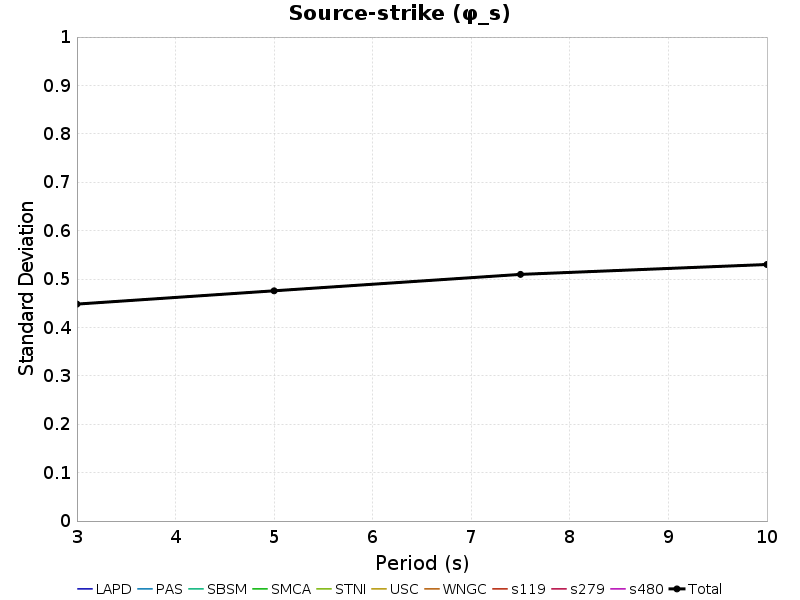 Source-strike (φ_s)
1
0.9
0.8
0.7
0.6
0.5
0.4
0.3
0.2
0.1
0
Standard Deviation
3 4 5 6 7 8 9 10
Period (s)
LAPD PAS SBSM SMCA STNI USC WNGC s119 s279 s480 Total